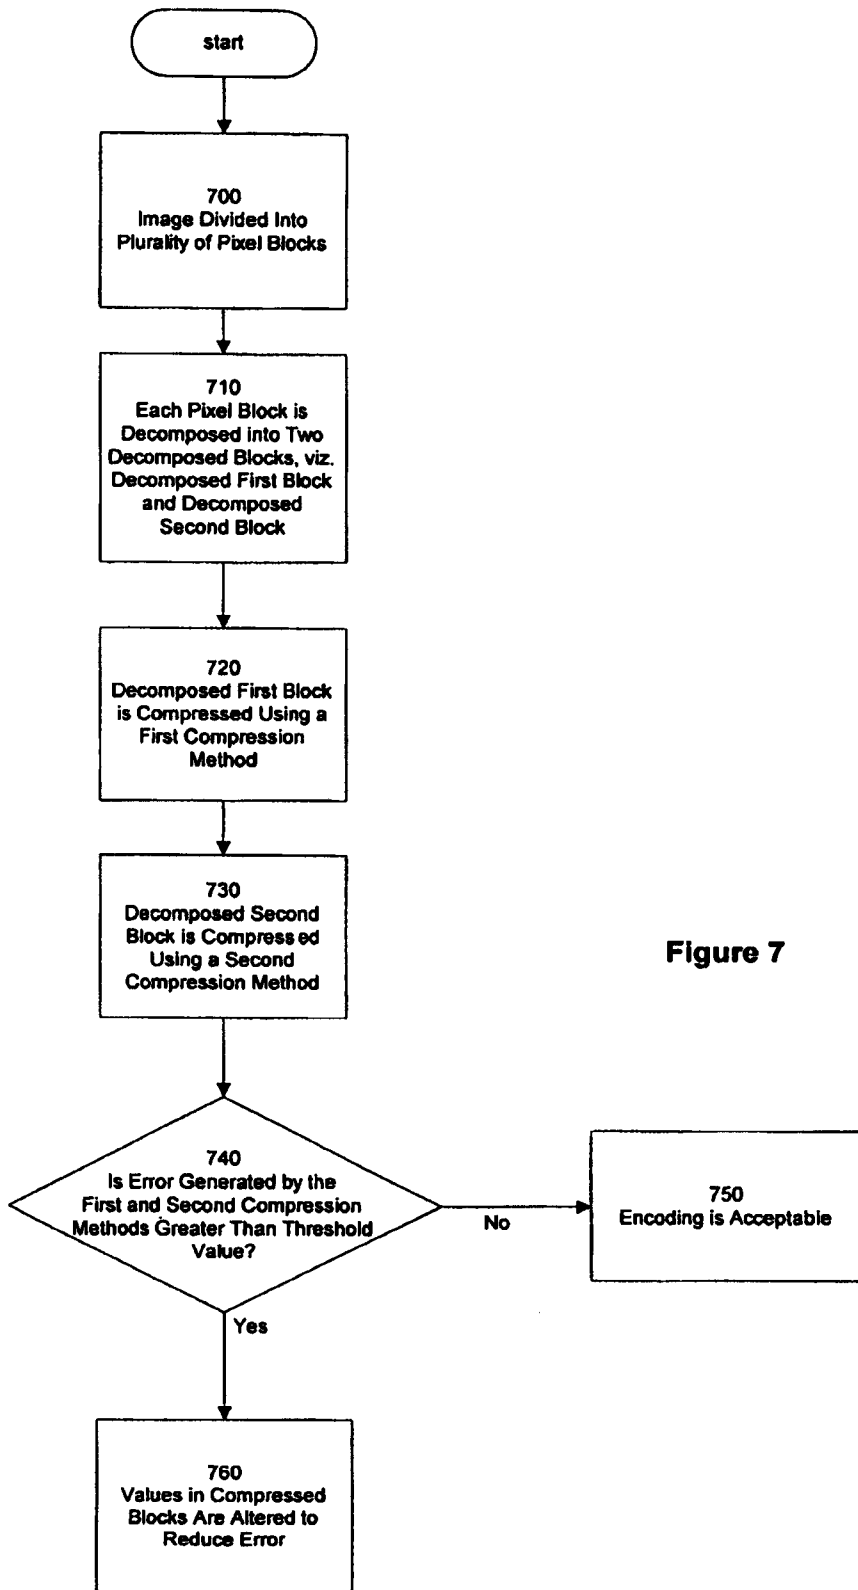 start
700
Image Divided Into
Plurality of Pixel Blocks
710
Each Pixel Block is
Decomposed into Two
Decomposed Blocks, viz.
Decomposed First Block
and Decomposed
Second Block
720
Decomposed First Block
is Compressed Using a
First Compression
Method
730
Decomposed Second
Block is Compressed
Using a Second
Compression Method
Figure 7
740
Is Error Generated by the
First and Second Compression
Methods Greater Than Threshold
Value?
No
750
Encoding is Acceptable
Yes
760
Values in Compressed
Blocks Are Altered to
Reduce Error